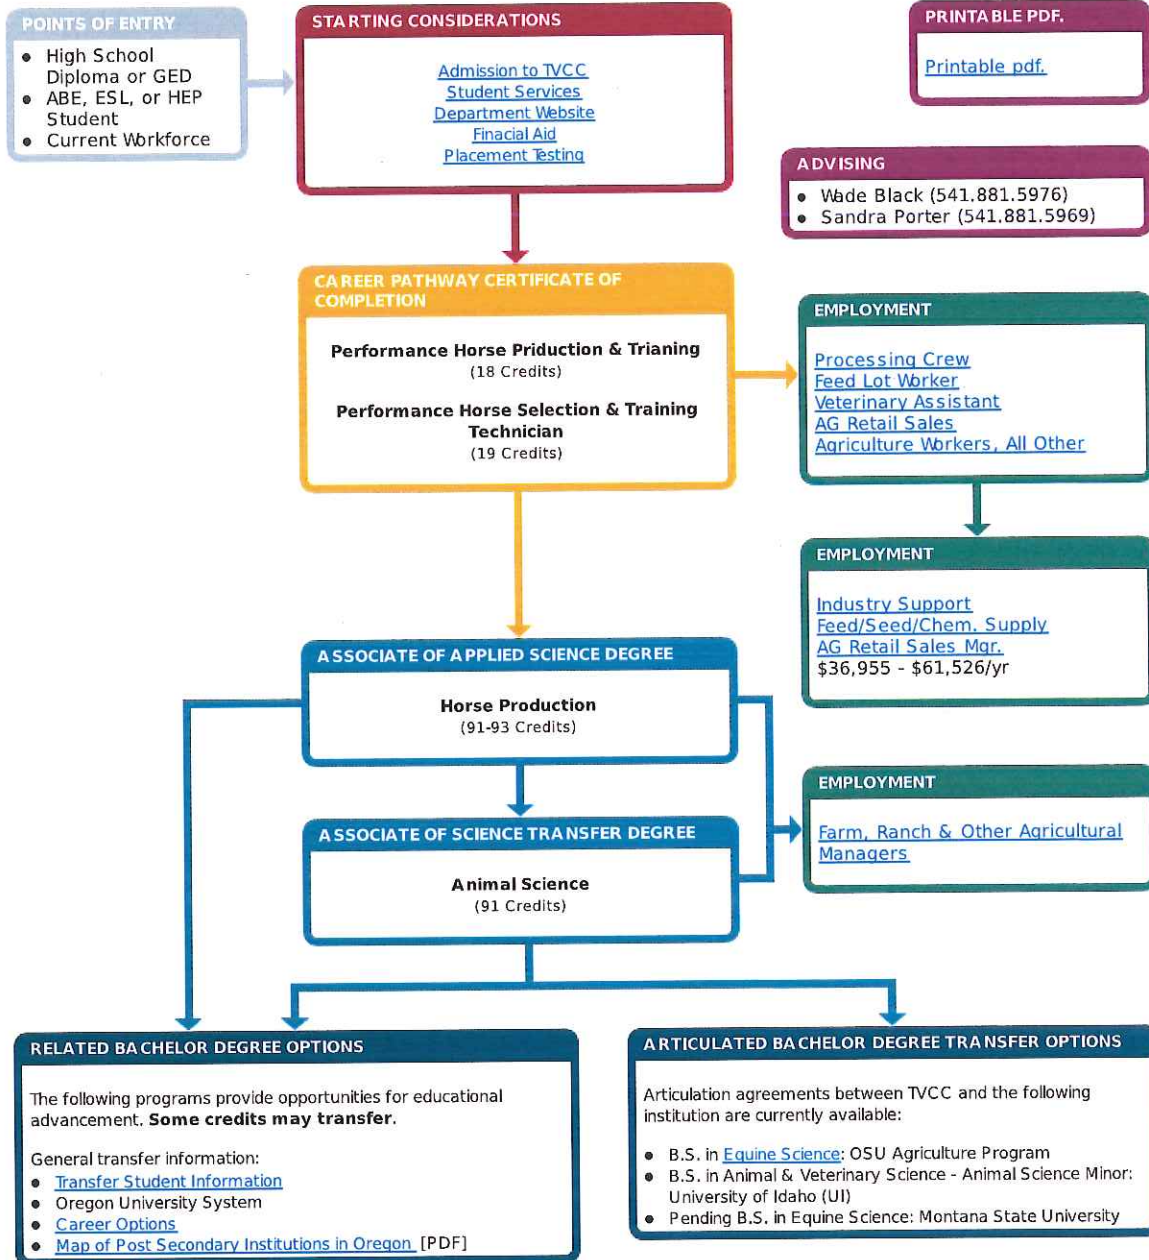 POINTS OF ENTRY
• High School
Diploma or GED
• ABE, ESL, or HEP
Student
• Current Workforce
STARTING CONSIDERATIONS
Admission to TVCC
Student Services
Department Website
Finacial Aid
Placement Testing
PRINTABLE PDF.
Printable pdf.
ADVISING
• Wade Black (541.881.5976)
• Sandra Porter (541.881.5969)
CAREER PATHWAY CERTIFICATE OF
COMPLETION
Performance Horse Priduction & Trianing
(18 Credits)
Performance Horse Selection & Training
Technician
(19 Credits)
EMPLOYMENT
Processing Crew
Feed Lot Worker
Veterinary Assistant
AG Retail Sales
Agriculture Workers, All Other
EMPLOYMENT
Industry Support
Feed/Seed/Chem. Supply
AG Retail Sales Mgr.
$36,955 - $61,526/yr
ASSOCIATE OF APPLIED SCIENCE DEGREE
Horse Production
(91-93 Credits)
EMPLOYMENT
Farm, Ranch & Other Agricultural
Managers
ASSOCIATE OF SCIENCE TRANSFER DEGREE
Animal Science
(91 Credits)
RELATED BACHELOR DEGREE OPTIONS
The following programs provide opportunities for educational
advancement. Some credits may transfer.
General transfer information:
• Transfer Student Information
• Oregon University System
• Career Options
• Map of Post Secondary Institutions in Oregon [PDF]
ARTICULATED BACHELOR DEGREE TRANSFER OPTIONS
Articulation agreements between TVCC and the following
institution are currently available:
• B.S. in Equine Science: OSU Agriculture Program
• B.S. in Animal & Veterinary Science - Animal Science Minor:
University of Idaho (UI)
• Pending B.S. in Equine Science: Montana State University